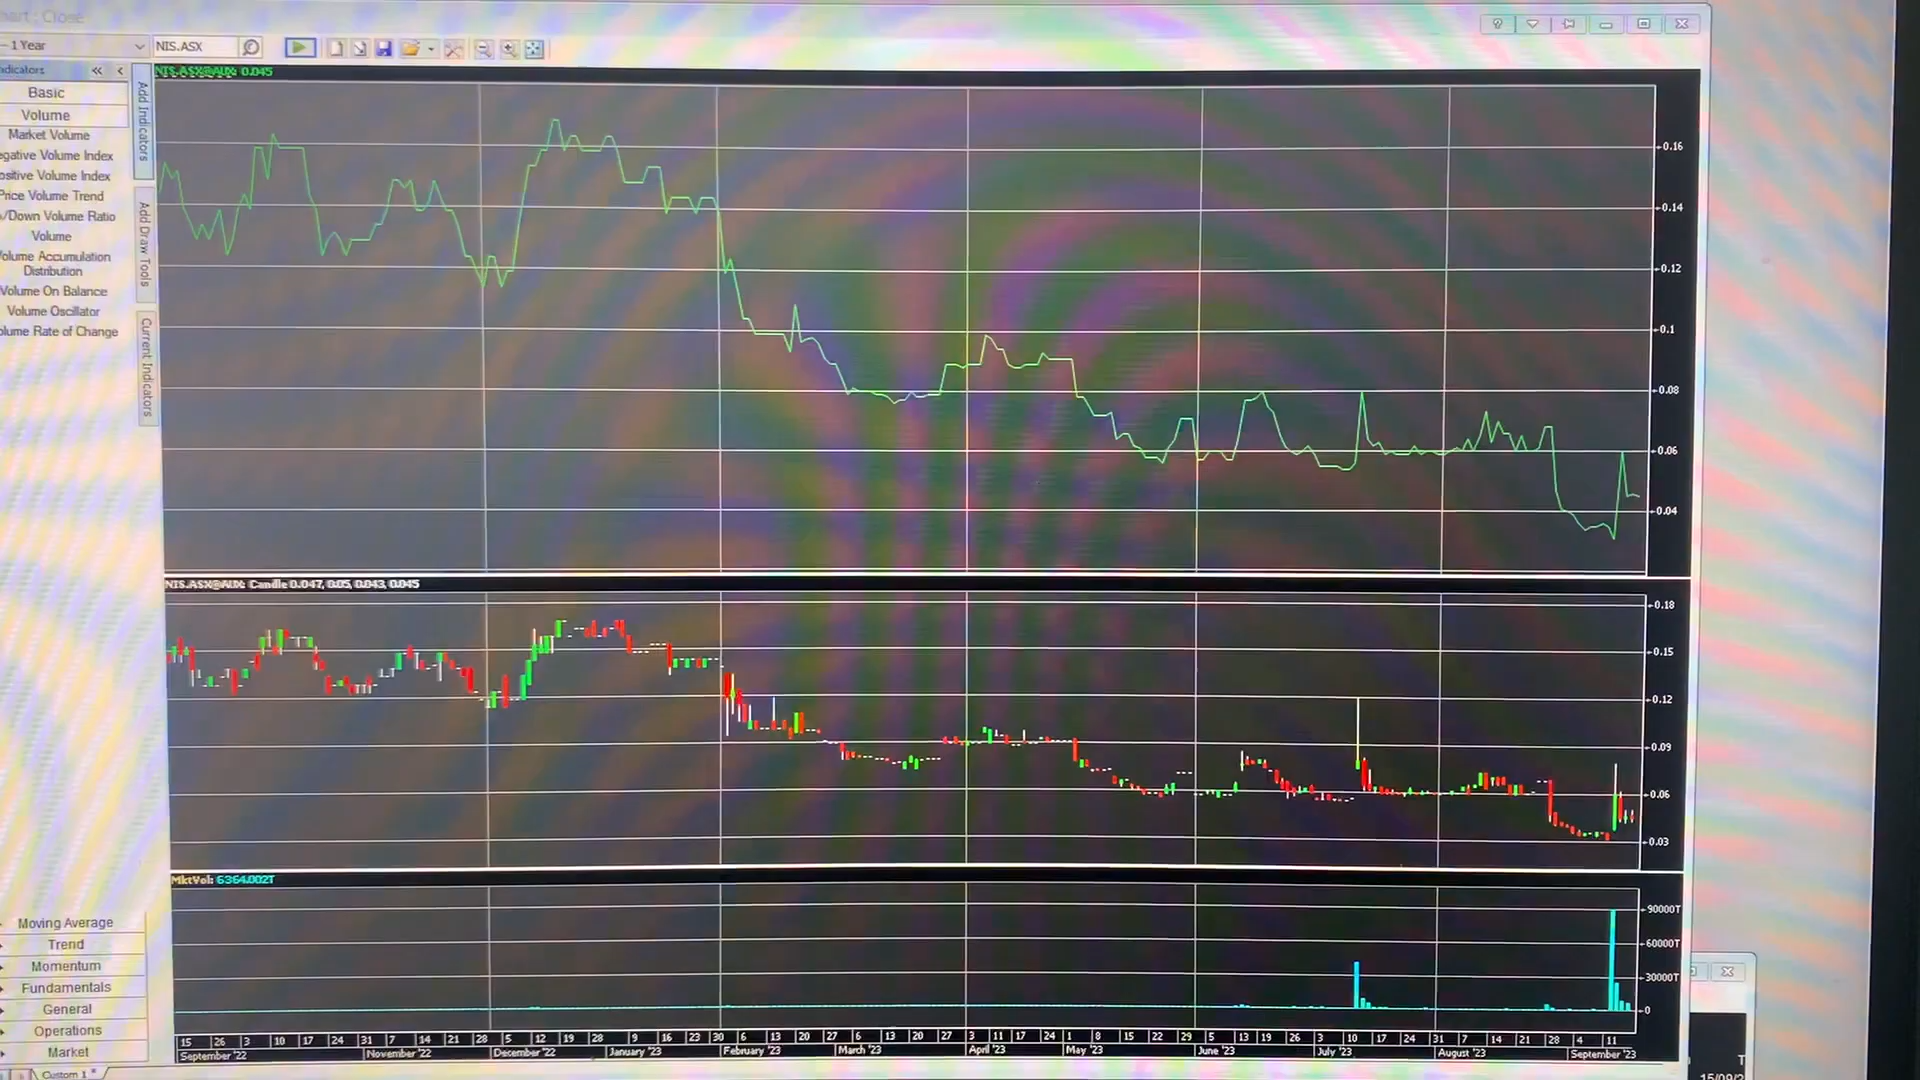 Chart: Close
1 Year
NIS.ASX
NIS.ASX@AUX: 0.045
Indicators
Basic
Volume
Market Volume
egative Volume Index
ositive Volume Index
Price Volume Trend
/Down Volume Ratio
Volume
olume Accumulation
Distribution
Volume On Balance
Volume Oscillator
olume Rate of Change
Add Indicators
Add Draw Tools
Current Indicators
0.16
0.14
0.12
0.1
0.08
0.06
0.04
NIS.ASX@AUX: Candle 0.047, 0.05, 0.043, 0.045
0.18
0.15
0.12
0.09
0.06
0.03
MktVol: 6364.002T
90000T
60000T
30000T
0
Moving Average
Trend
Momentum
Fundamentals
General
Operations
Market
15 26 3 10 17 24 31 7 14 21 28 5 12 19 28 9 16 23 30 6 13 20 27 6 13 20 27 3 11 17 24 1 8 15 22 29 5 13 19 26 3 10 17 24 31 7 14 21 28 4 11
September '22 November '22 December '22 January '23 February '23 March '23 April '23 May '23 June '23 July '23 August '23 September '23
Custom 1 *
T
15/09/2